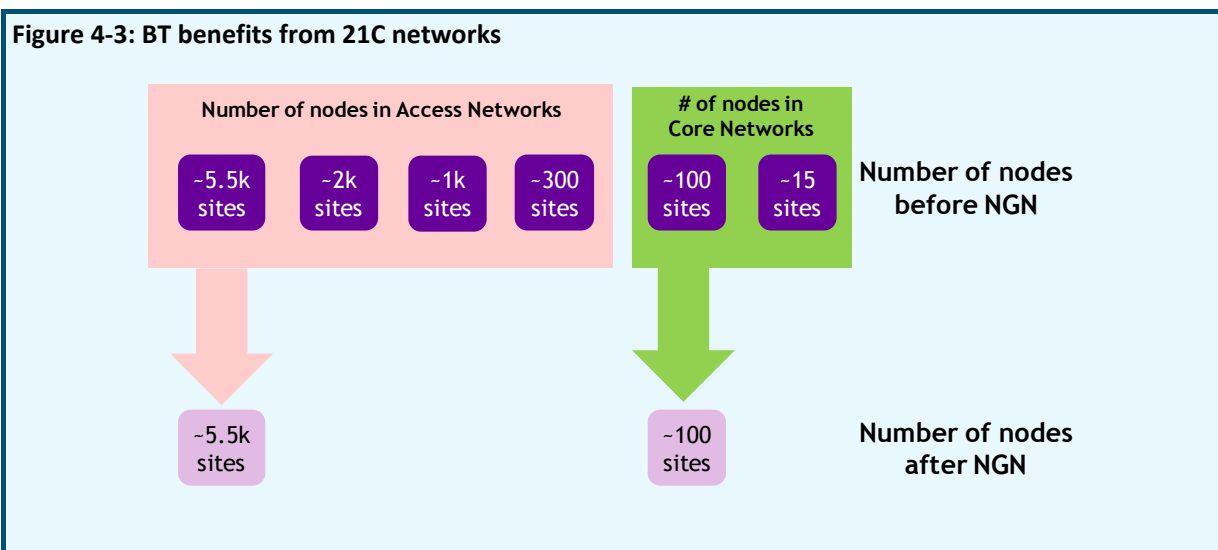 Figure 4-3: BT benefits from 21C networks
Number of nodes in Access Networks
# of nodes in
Core Networks
~5.5k
sites
~2k
sites
~1k
sites
~300
sites
~100
sites
~15
sites
Number of nodes
before NGN
~5.5k
sites
~100
sites
Number of nodes
after NGN